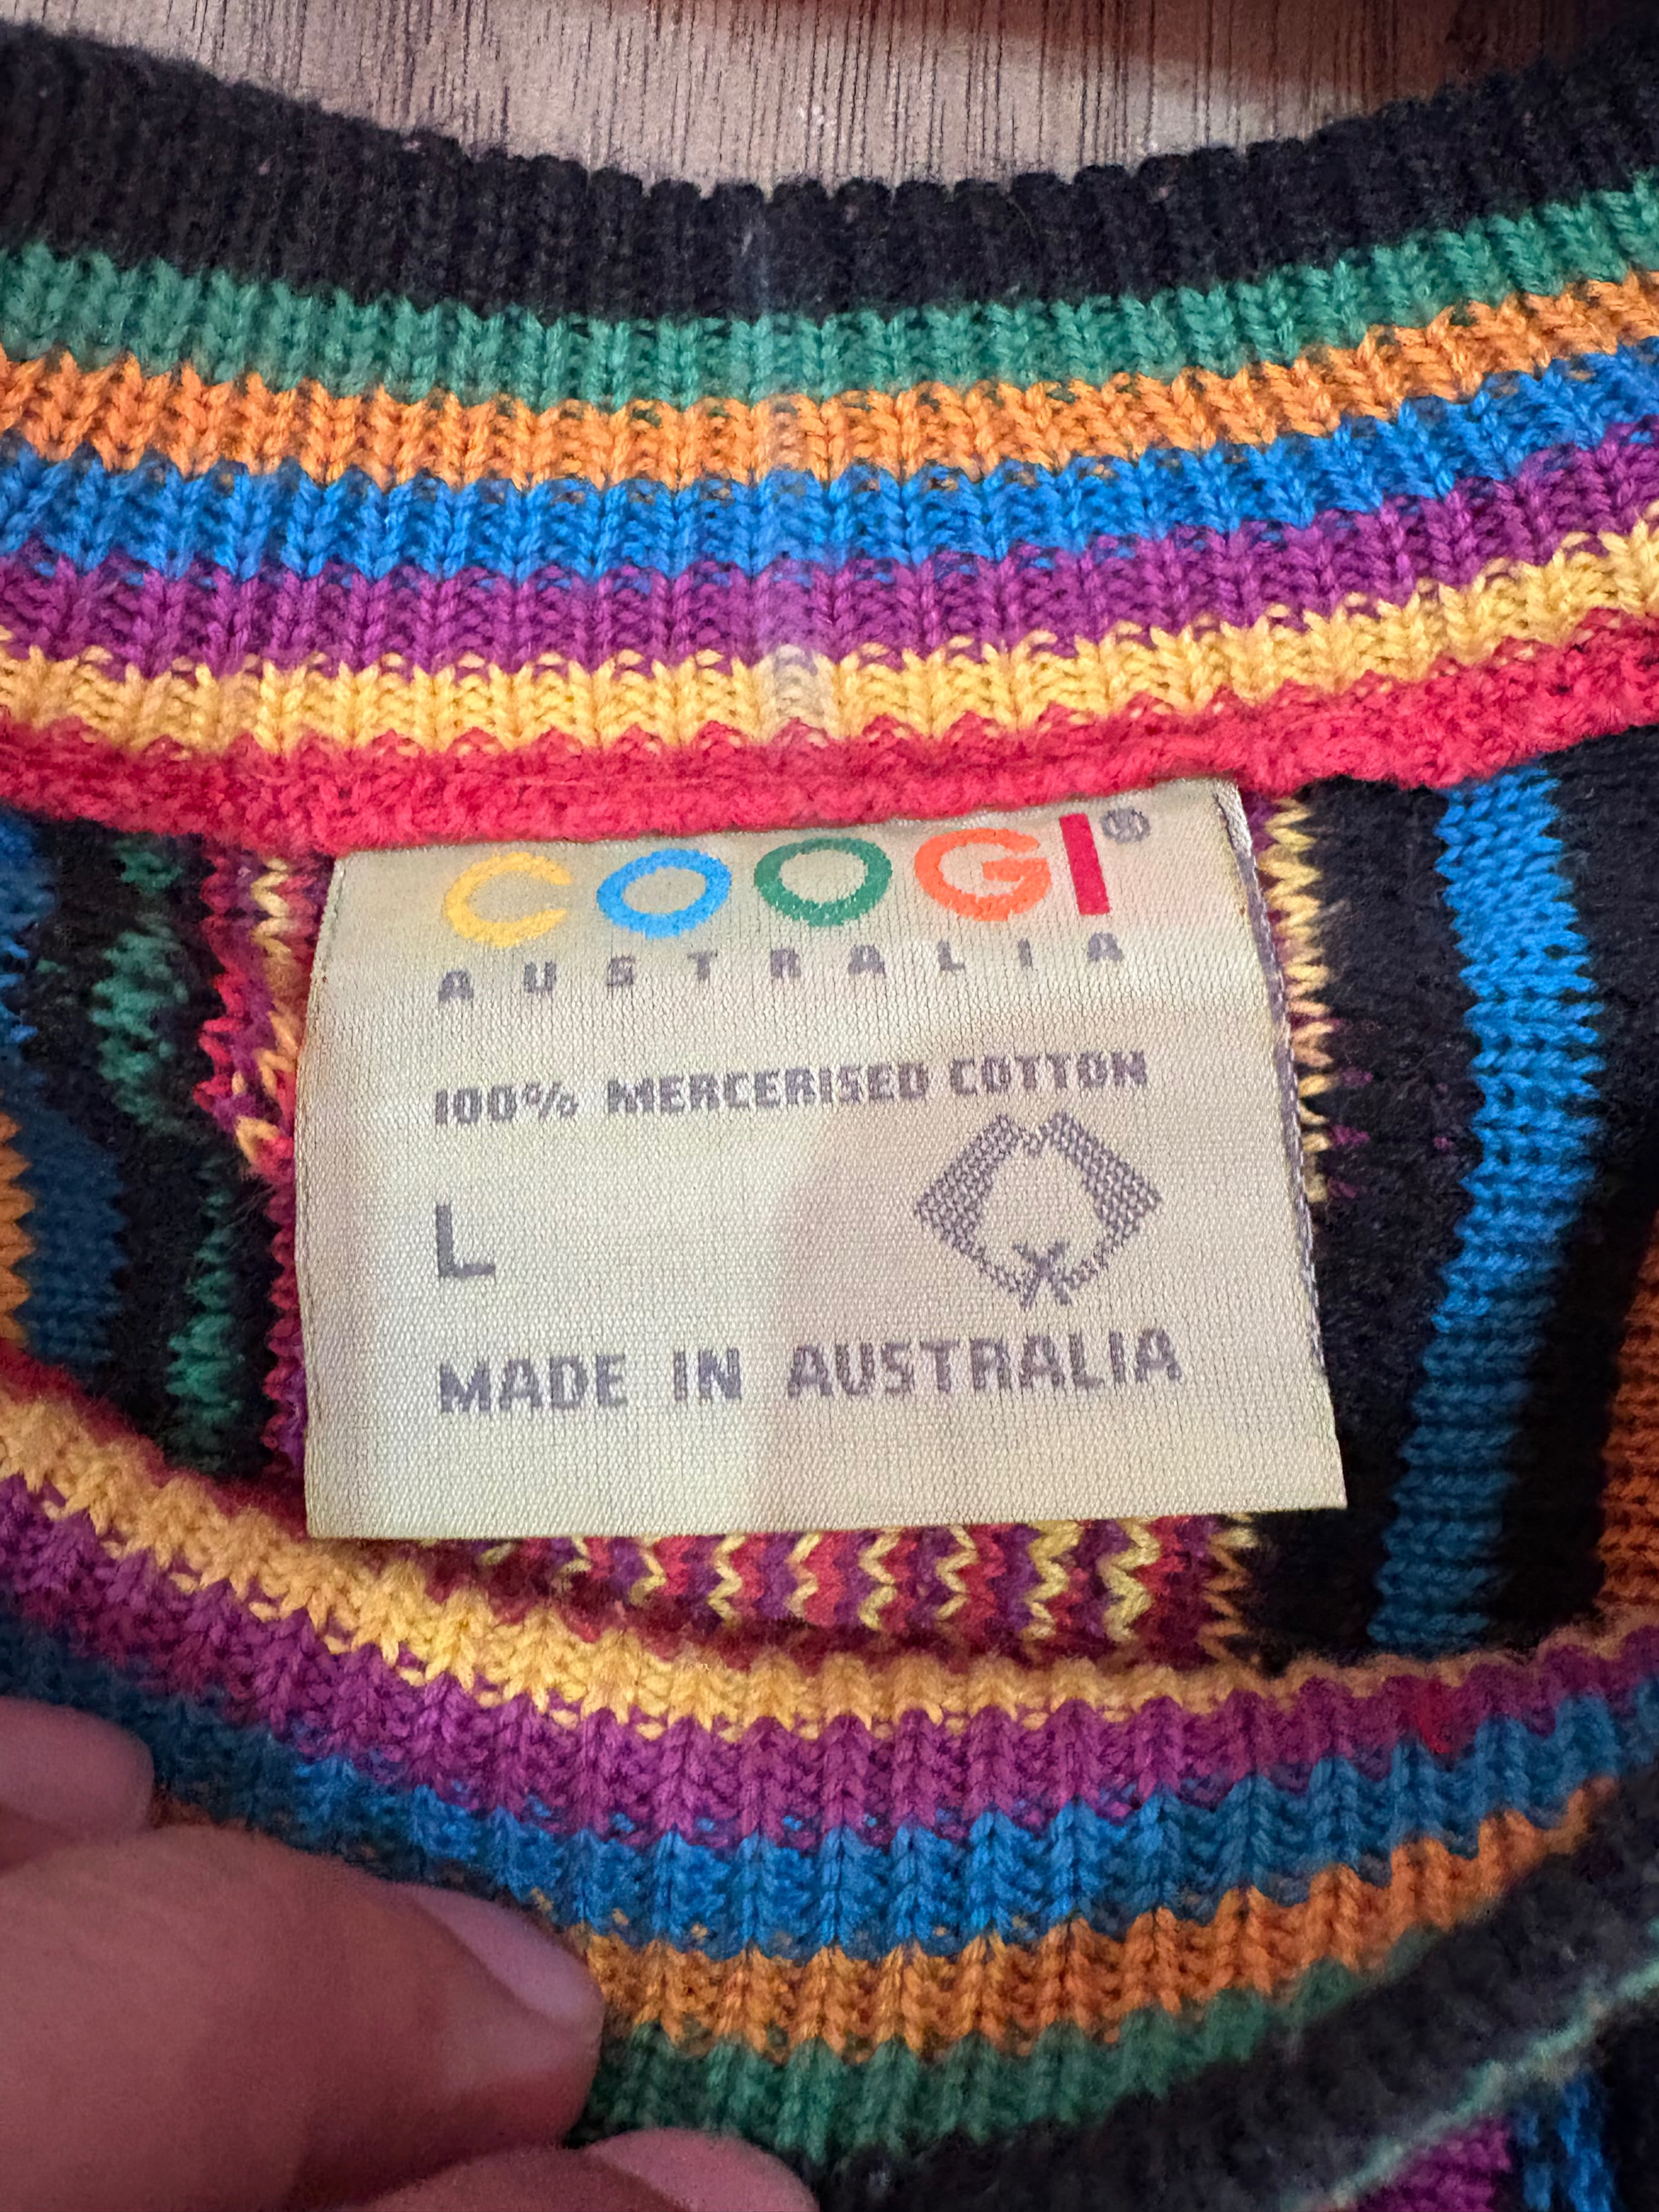 COOGI®
AUSTRALIA
100% MERCERISED COTTON
L
MADE IN AUSTRALIA